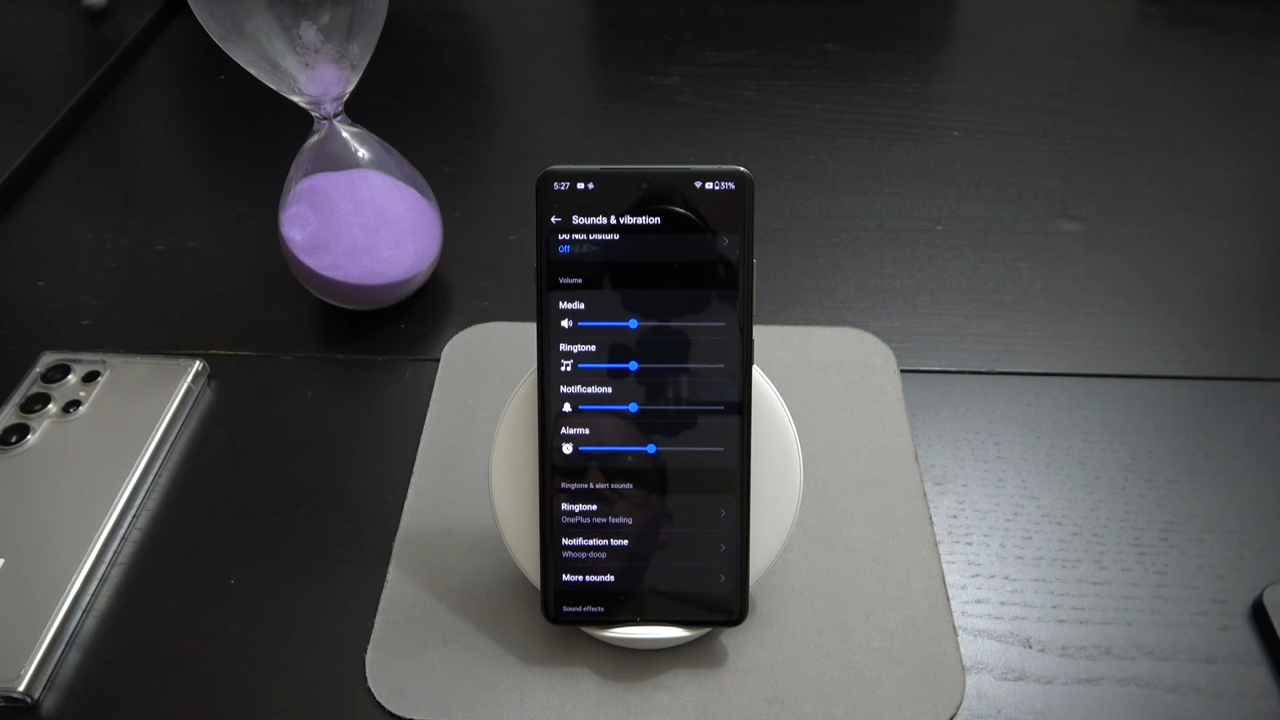 5:27
31%
Sounds & vibration
Do Not Disturb
Off
Volume
Media
Ringtone
Notifications
Alarms
Ringtone & alert sounds
Ringtone
OnePlus new feeling
Notification tone
Whoop-doop
More sounds
Sound effects